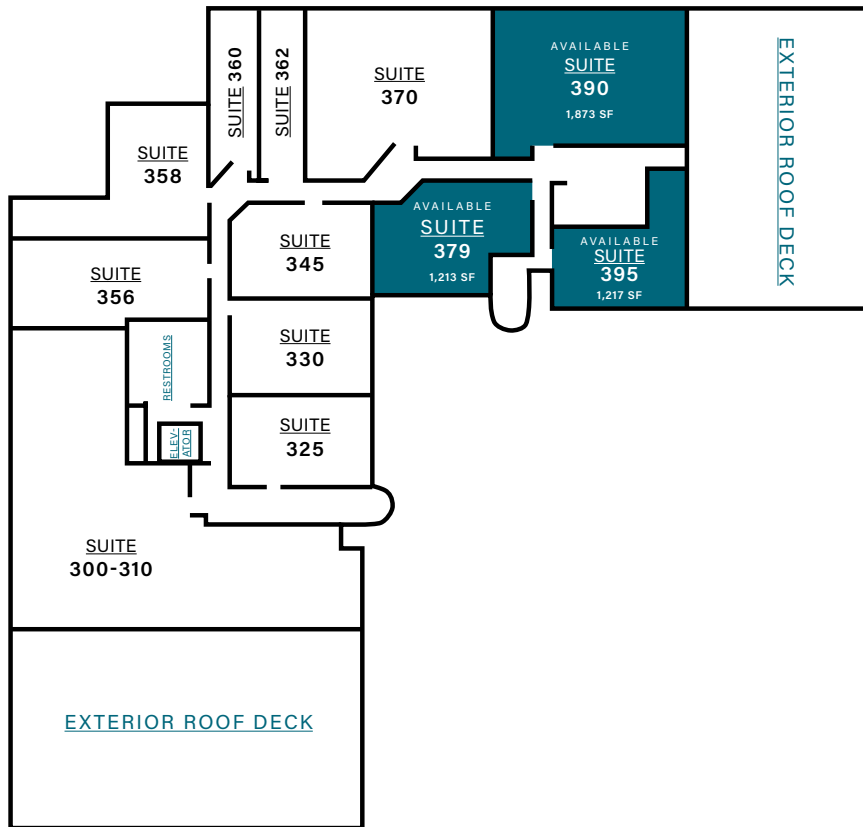 SUITE 360
SUITE 362
SUITE
370
AVAILABLE
SUITE
390
1,873 SF
EXTERIOR ROOF DECK
SUITE
358
AVAILABLE
SUITE
379
1,213 SF
SUITE
345
AVAILABLE
SUITE
395
1,217 SF
SUITE
356
SUITE
330
RESTROOMS
ELEV-
ATOR
SUITE
325
SUITE
300-310
EXTERIOR ROOF DECK